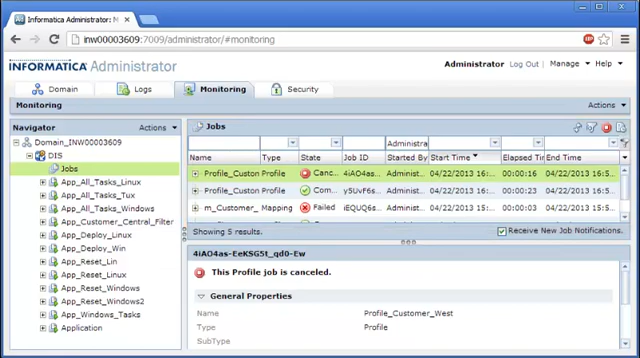 Informatica Administrator: M
inw00003609:7009/administrator/#monitoring
INFORMATICA Administrator
Administrator Log Out Manage Help
Domain Logs Monitoring Security
Monitoring Actions
Navigator Actions
Domain_INW00003609
DIS
Jobs
App_All_Tasks_Linux
App_All_Tasks_Tux
App_All_Tasks_Windows
App_Customer_Central_Filter
App_Deploy_Linux
App_Deploy_Win
App_Reset_Lin
App_Reset_Linux
App_Reset_Windows
App_Reset_Windows2
App_Windows_Tasks
Application
Jobs
Administra
Name Type State Job ID Started By Start Time Elapsed Tim End Time
Profile_Custon Profile Canc... 4iAO4as... Administ... 04/22/2013 16:... 00:00:16 04/22/2013 16:5...
Profile_Custon Profile Com... y5UvF6s... Administ... 04/22/2013 16:... 00:00:23 04/22/2013 16:5...
m_Customer_ Mapping Failed iEQUQ6s... Administ... 04/22/2013 16:... 00:00:03 04/22/2013 16:5...
Showing 5 results. Receive New Job Notifications.
4iAO4as-EeKSG5t_qd0-Ew
This Profile job is canceled.
General Properties
Name Profile_Customer_West
Type Profile
SubType